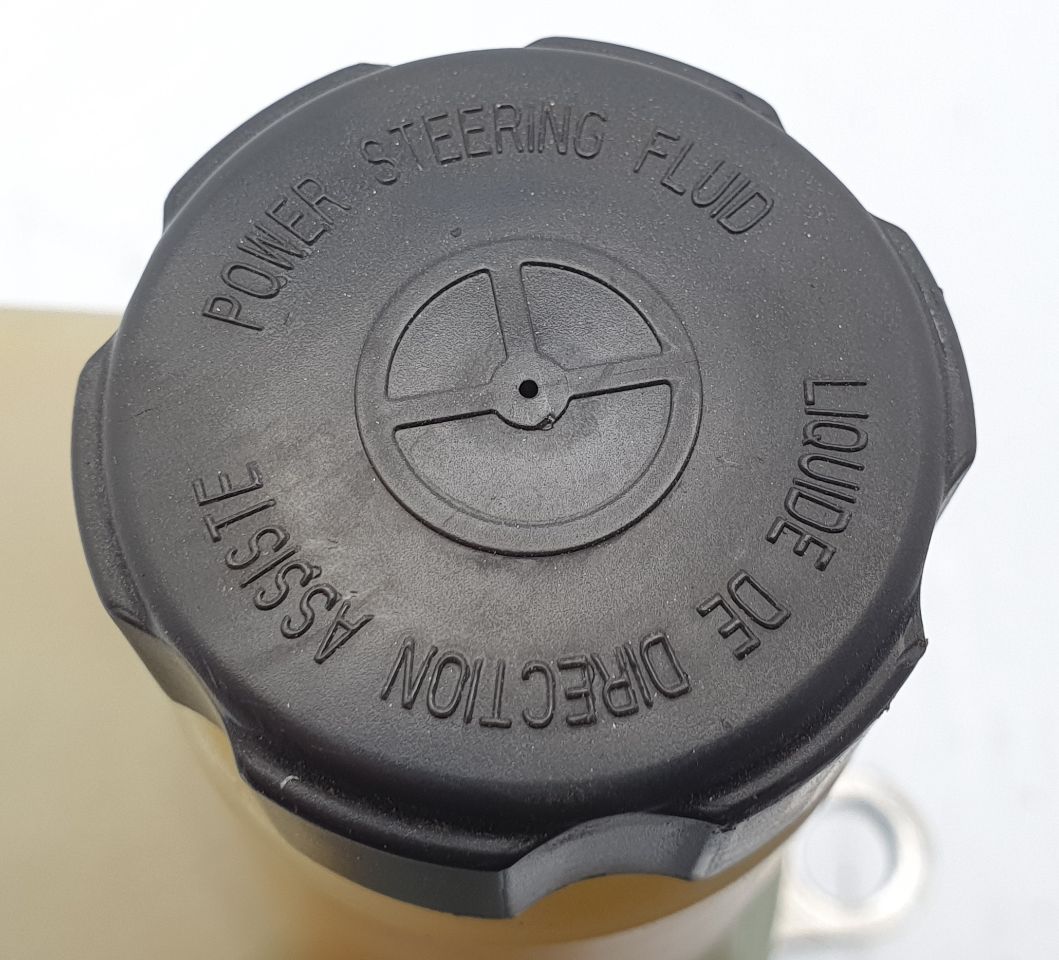 POWER STEERING FLUID
LIQUIDE DE DIRECTION ASSISTE